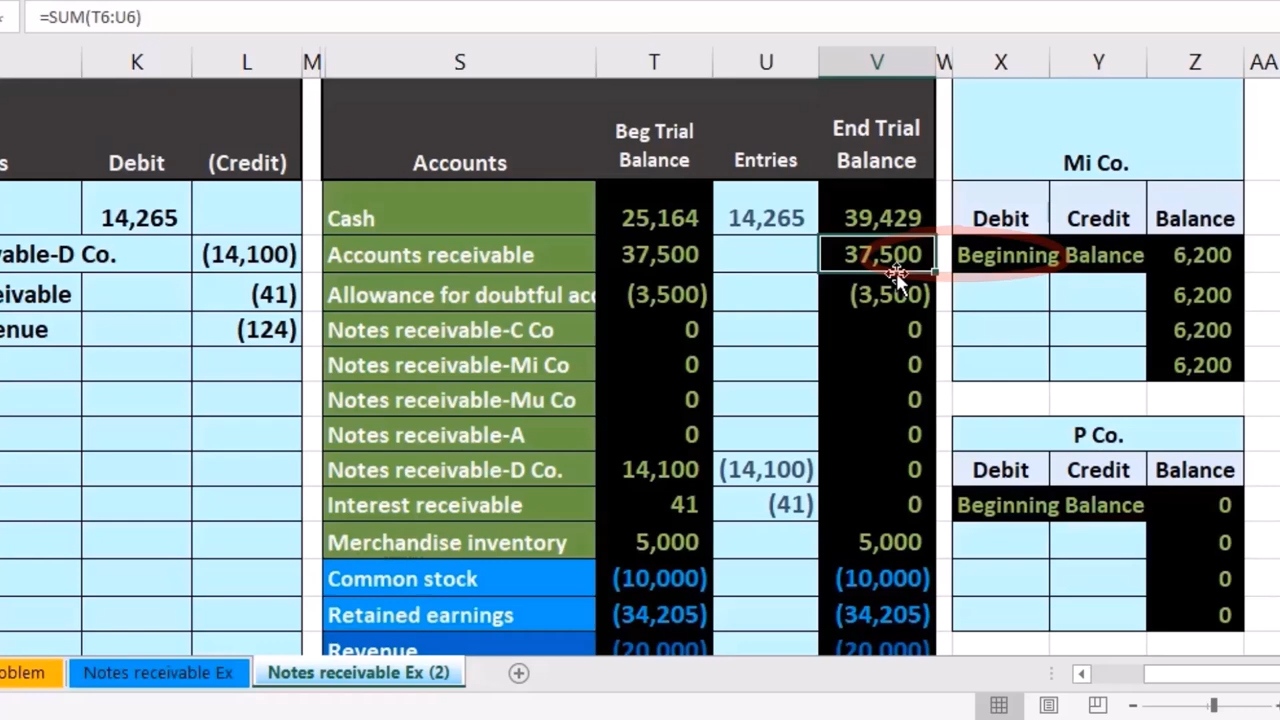 =SUM(T6:U6)
K L M S T U V W X Y Z AA
s Debit (Credit) Accounts Beg Trial Balance Entries End Trial Balance Mi Co.
14,265 Cash 25,164 14,265 39,429 Debit Credit Balance
vable-D Co. (14,100) Accounts receivable 37,500 37,500 Beginning Balance 6,200
eivable (41) Allowance for doubtful acc (3,500) (3,500) 6,200
enue (124) Notes receivable-C Co 0 0 6,200
Notes receivable-Mi Co 0 0 6,200
Notes receivable-Mu Co 0 0
Notes receivable-A 0 0 P Co.
Notes receivable-D Co. 14,100 (14,100) 0 Debit Credit Balance
Interest receivable 41 (41) 0 Beginning Balance 0
Merchandise inventory 5,000 5,000 0
Common stock (10,000) (10,000) 0
Retained earnings (34,205) (34,205) 0
Revenue (20,000) (20,000)
oblem Notes receivable Ex Notes receivable Ex (2)